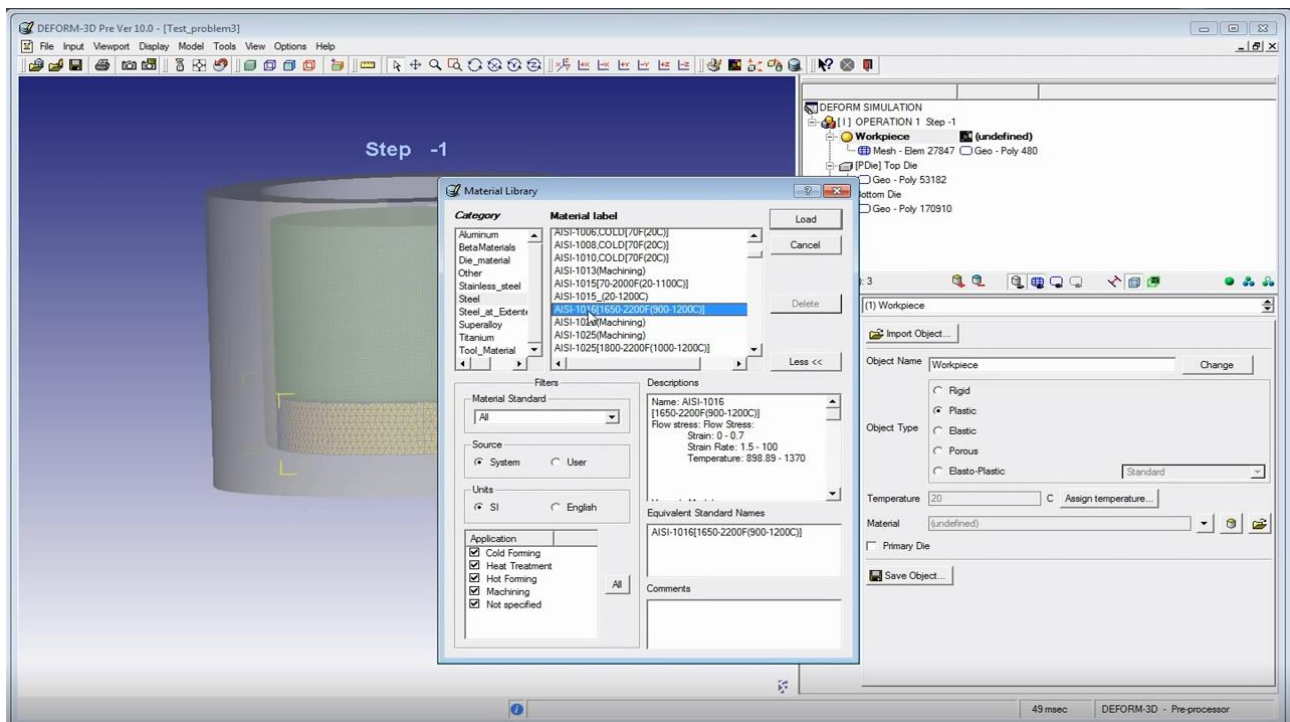 DEFORM-3D Pre Ver 10.0 - [Test_problem3]
File Input Viewport Display Model Tools View Options Help
Step -1
DEFORM SIMULATION
[1] OPERATION 1 Step -1
Workpiece (undefined)
Mesh - Elem 27847 Geo - Poly 480
[PDie] Top Die
Geo - Poly 53182
ottom Die
Geo - Poly 170910
Material Library
Category Material label
Load
Cancel
Delete
Less <<
Aluminum
BetaMaterials
Die_material
Other
Stainless_steel
Steel
Steel_at_Extente
Superalloy
Titanium
Tool_Material
AISI-1006,COLD[70F(20C)]
AISI-1008,COLD[70F(20C)]
AISI-1010,COLD[70F(20C)]
AISI-1013(Machining)
AISI-1015[70-2000F(20-1100C)]
AISI-1015_(20-1200C)
AISI-1016[1650-2200F(900-1200C)]
(Machining)
AISI-1025(Machining)
AISI-1025[1800-2200F(1000-1200C)]
Filters
Material Standard
All
Source
System User
Units
SI English
Application
Cold Forming
Heat Treatment
Hot Forming
Machining
Not specified
All
Descriptions
Name: AISI-1016
[1650-2200F(900-1200C)]
Flow stress: Flow Stress:
Strain: 0 - 0.7
Strain Rate: 1.5 - 100
Temperature: 898.89 - 1370
Equivalent Standard Names
AISI-1016[1650-2200F(900-1200C)]
Comments
: 3
(1) Workpiece
Import Object...
Object Name Workpiece Change
Object Type
Rigid
Plastic
Elastic
Porous
Elasto-Plastic Standard
Temperature 20 C Assign temperature...
Material (undefined)
Primary Die
Save Object...
49 msec DEFORM-3D - Pre-processor